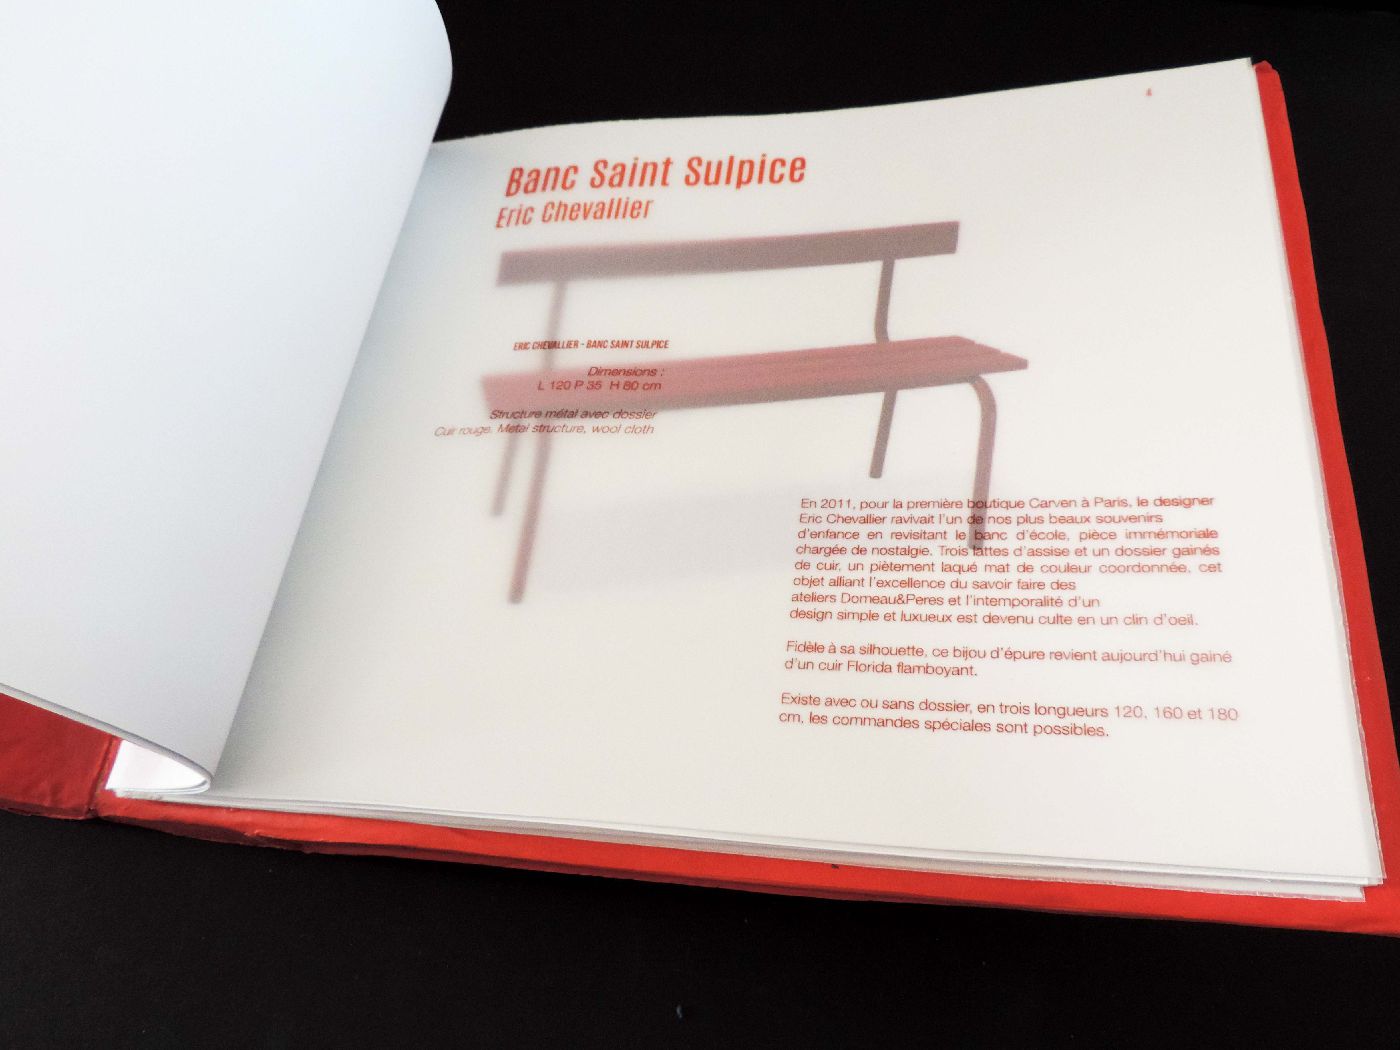 4
Banc Saint Sulpice
Eric Chevallier
ERIC CHEVALLIER - BANC SAINT SULPICE
Dimensions :
L 120 P 35 H 80 cm
Structure métal avec dossier
Cuir rouge. Metal structure, wool cloth
En 2011, pour la première boutique Carven à Paris, le designer
Eric Chevallier ravivait l'un de nos plus beaux souvenirs
d'enfance en revisitant le banc d'école, pièce immémoriale
chargée de nostalgie. Trois lattes d'assise et un dossier gainés
de cuir, un piètement laqué mat de couleur coordonnée, cet
objet alliant l'excellence du savoir faire des
ateliers Domeau&Peres et l'intemporalité d'un
design simple et luxueux est devenu culte en un clin d'oeil.
Fidèle à sa silhouette, ce bijou d'épure revient aujourd'hui gainé
d'un cuir Florida flamboyant.
Existe avec ou sans dossier, en trois longueurs 120, 160 et 180
cm, les commandes spéciales sont possibles.